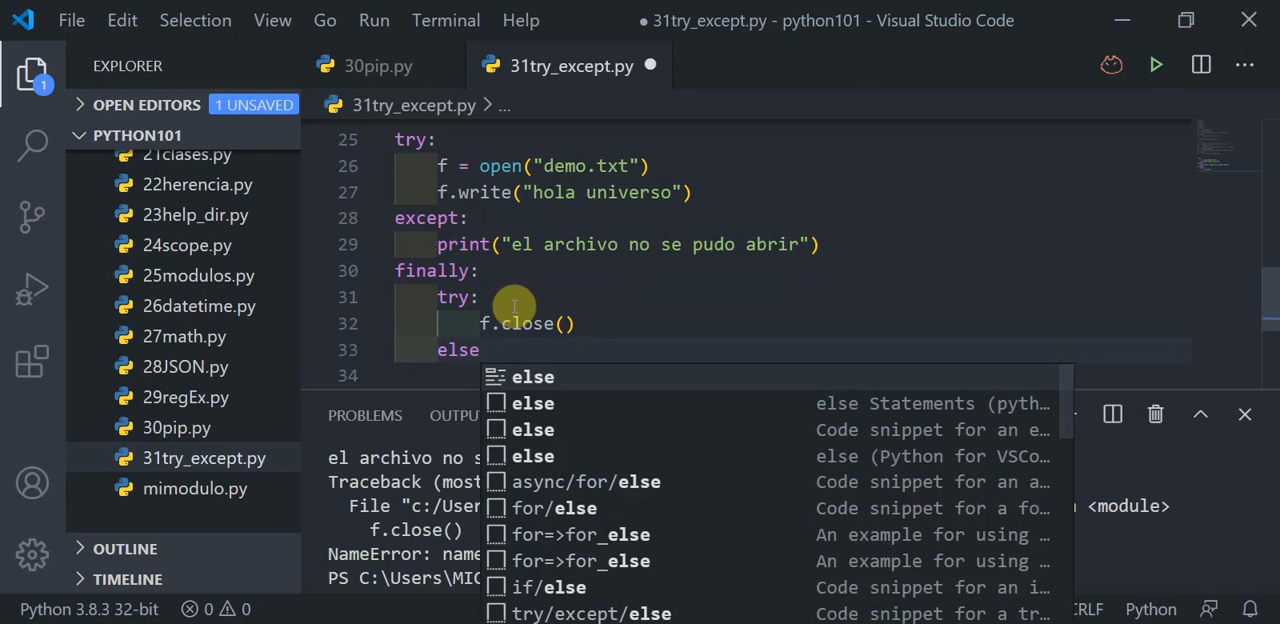 File Edit Selection View Go Run Terminal Help ● 31try_except.py - python101 - Visual Studio Code
EXPLORER
30pip.py 31try_except.py
1
OPEN EDITORS 1 UNSAVED
31try_except.py > ...
PYTHON101
21clases.py
22herencia.py
23help_dir.py
24scope.py
25modulos.py
26datetime.py
27math.py
28JSON.py
29regEx.py
30pip.py
31try_except.py
mimodulo.py
OUTLINE
TIMELINE
25 try:
26 f = open("demo.txt")
27 f.write("hola universo")
28 except:
29 print("el archivo no se pudo abrir")
30 finally:
31 try:
32 f.close()
33 else
34
else
else else Statements (pyth…
else Code snippet for an e…
else else (Python for VSCo…
async/for/else Code snippet for an a…
for/else Code snippet for a fo…
for=>for_else An example for using …
for=>for_else An example for using …
if/else Code snippet for an i…
try/except/else Code snippet for a tr…
PROBLEMS OUTPU
el archivo no s
Traceback (most
File "c:/User <module>
f.close()
NameError: name
PS C:\Users\MIC
Python 3.8.3 32-bit 0 0 CRLF Python